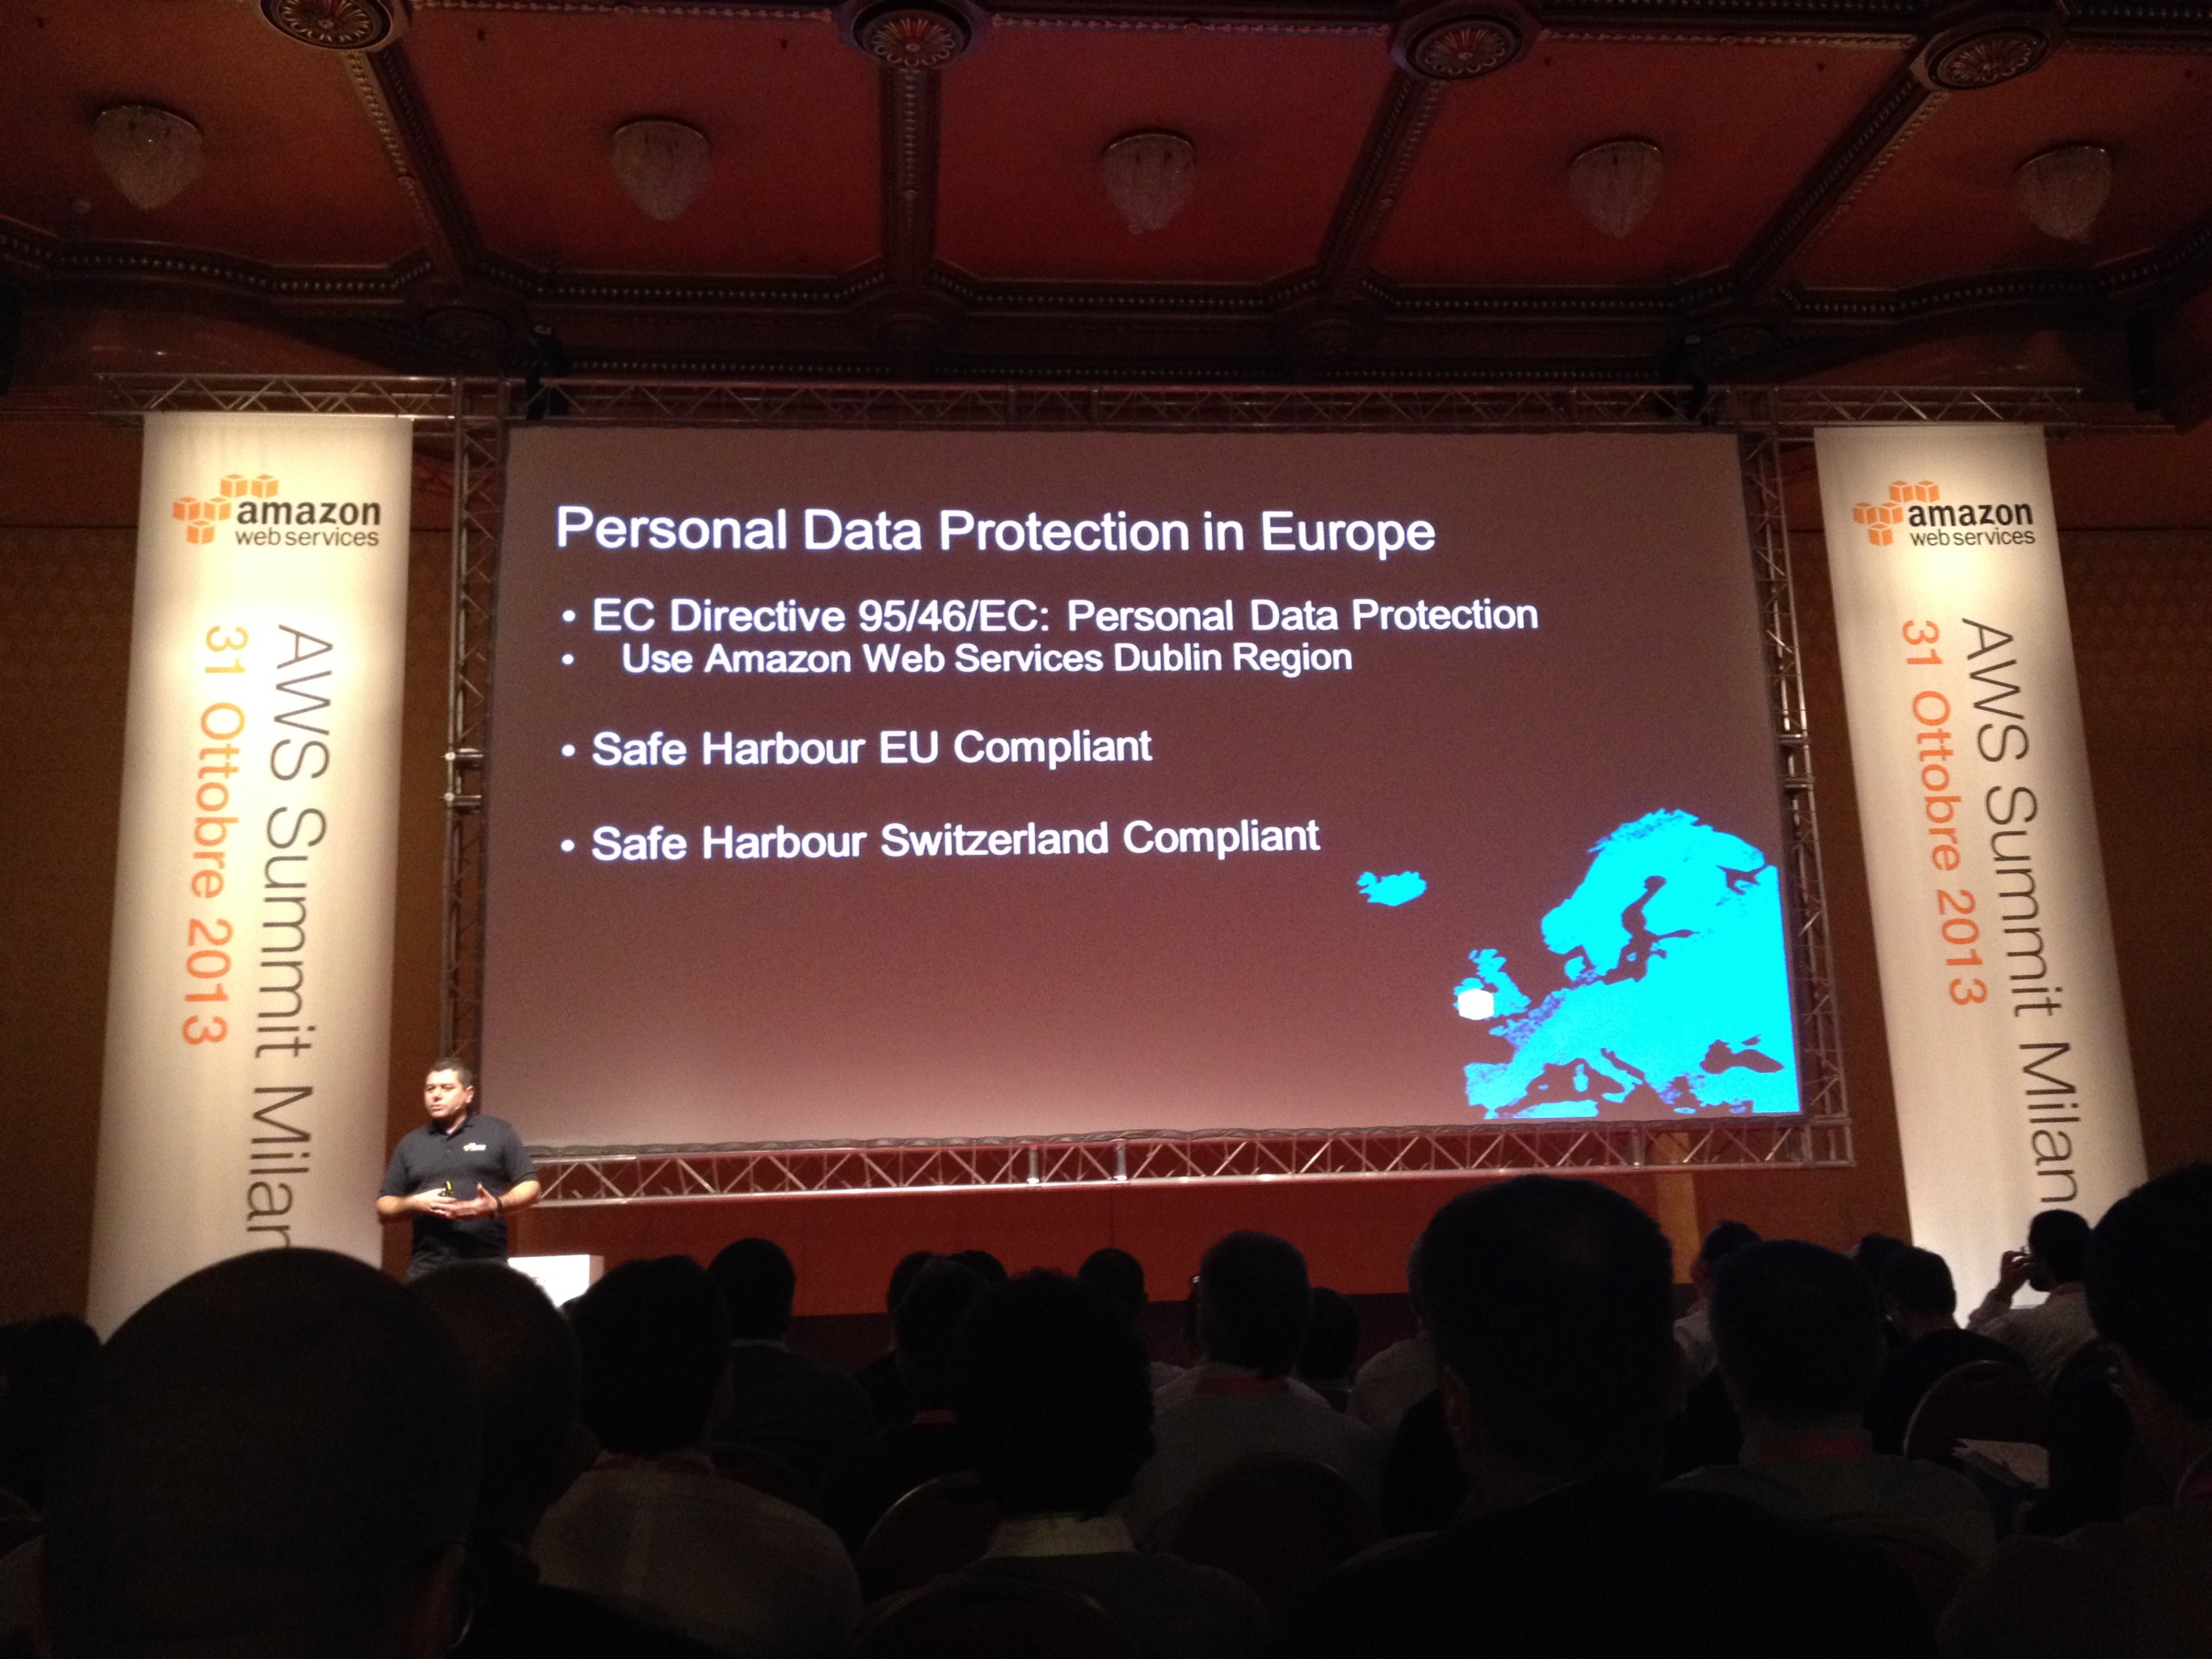 amazon
web services
AWS Summit Milan
31 Ottobre 2013
Personal Data Protection in Europe
• EC Directive 95/46/EC: Personal Data Protection
• Use Amazon Web Services Dublin Region
• Safe Harbour EU Compliant
• Safe Harbour Switzerland Compliant
amazon
web services
AWS Summit Milan
31 Ottobre 2013